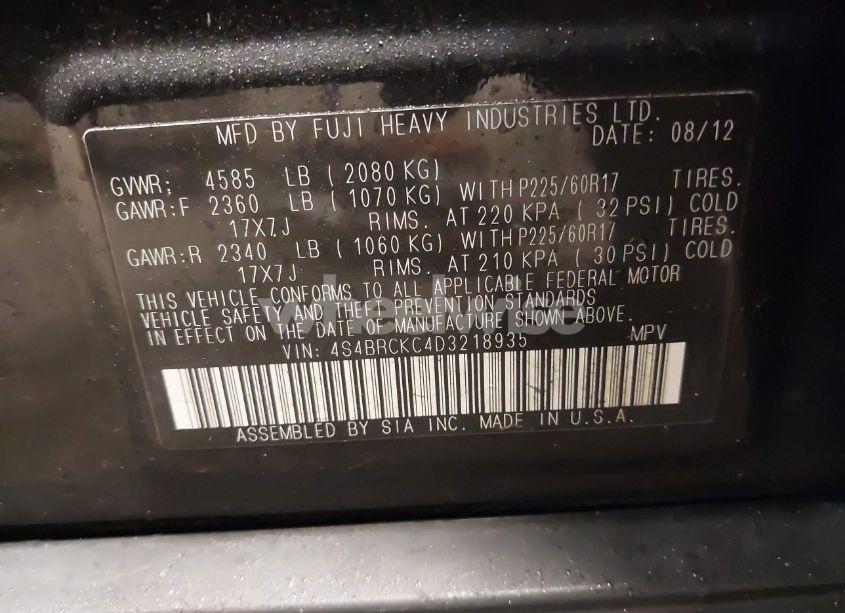 MFD BY FUJI HEAVY INDUSTRIES LTD.
DATE: 08/12
GVWR; 4585 LB ( 2080 KG)
GAWR:F 2360 LB ( 1070 KG) WITH P225/60R17 TIRES.
17X7J RIMS. AT 220 KPA ( 32 PSI) COLD
GAWR:R 2340 LB ( 1060 KG) WITH P225/60R17 TIRES.
17X7J RIMS. AT 210 KPA ( 30 PSI) COLD
THIS VEHICLE CONFORMS TO ALL APPLICABLE FEDERAL MOTOR
VEHICLE SAFETY AND THEFT PREVENTION STANDARDS
IN EFFECT ON THE DATE OF MANUFACTURE SHOWN ABOVE.
VIN: 4S4BRCKC4D3218935 MPV
ASSEMBLED BY SIA INC. MADE IN U.S.A.